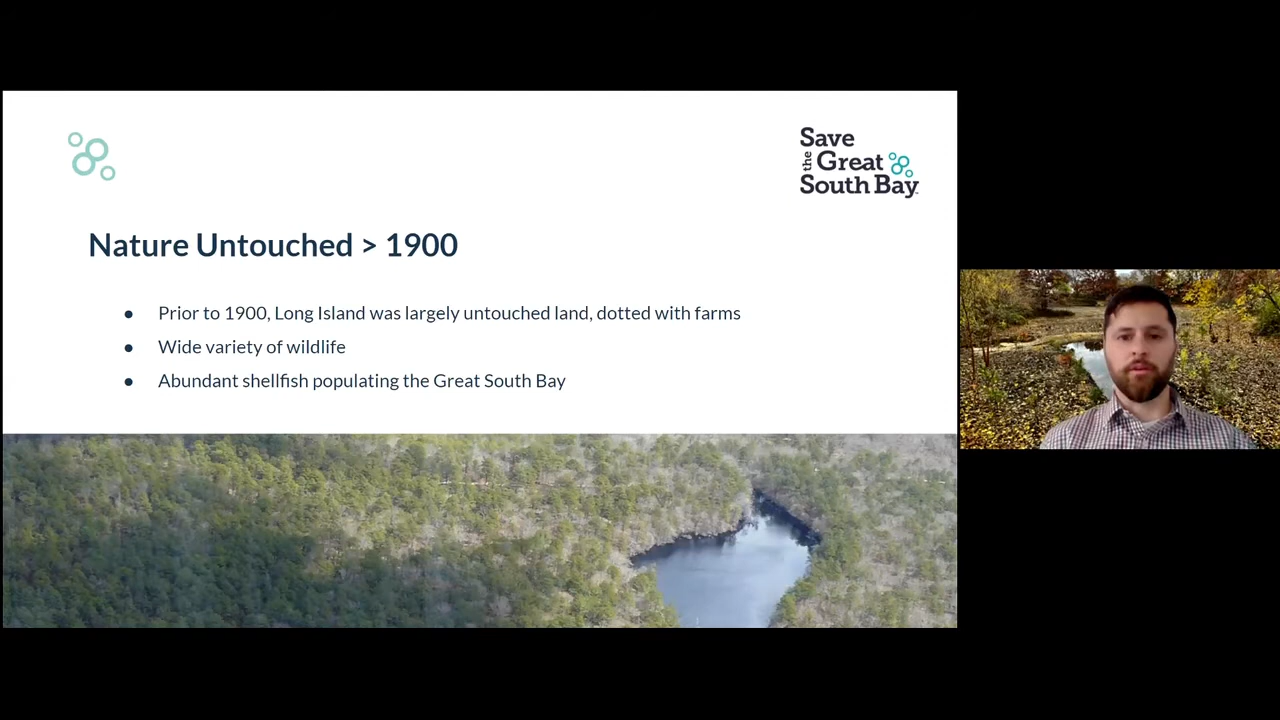 Save
the Great
South Bay
Nature Untouched > 1900
● Prior to 1900, Long Island was largely untouched land, dotted with farms
● Wide variety of wildlife
● Abundant shellfish populating the Great South Bay